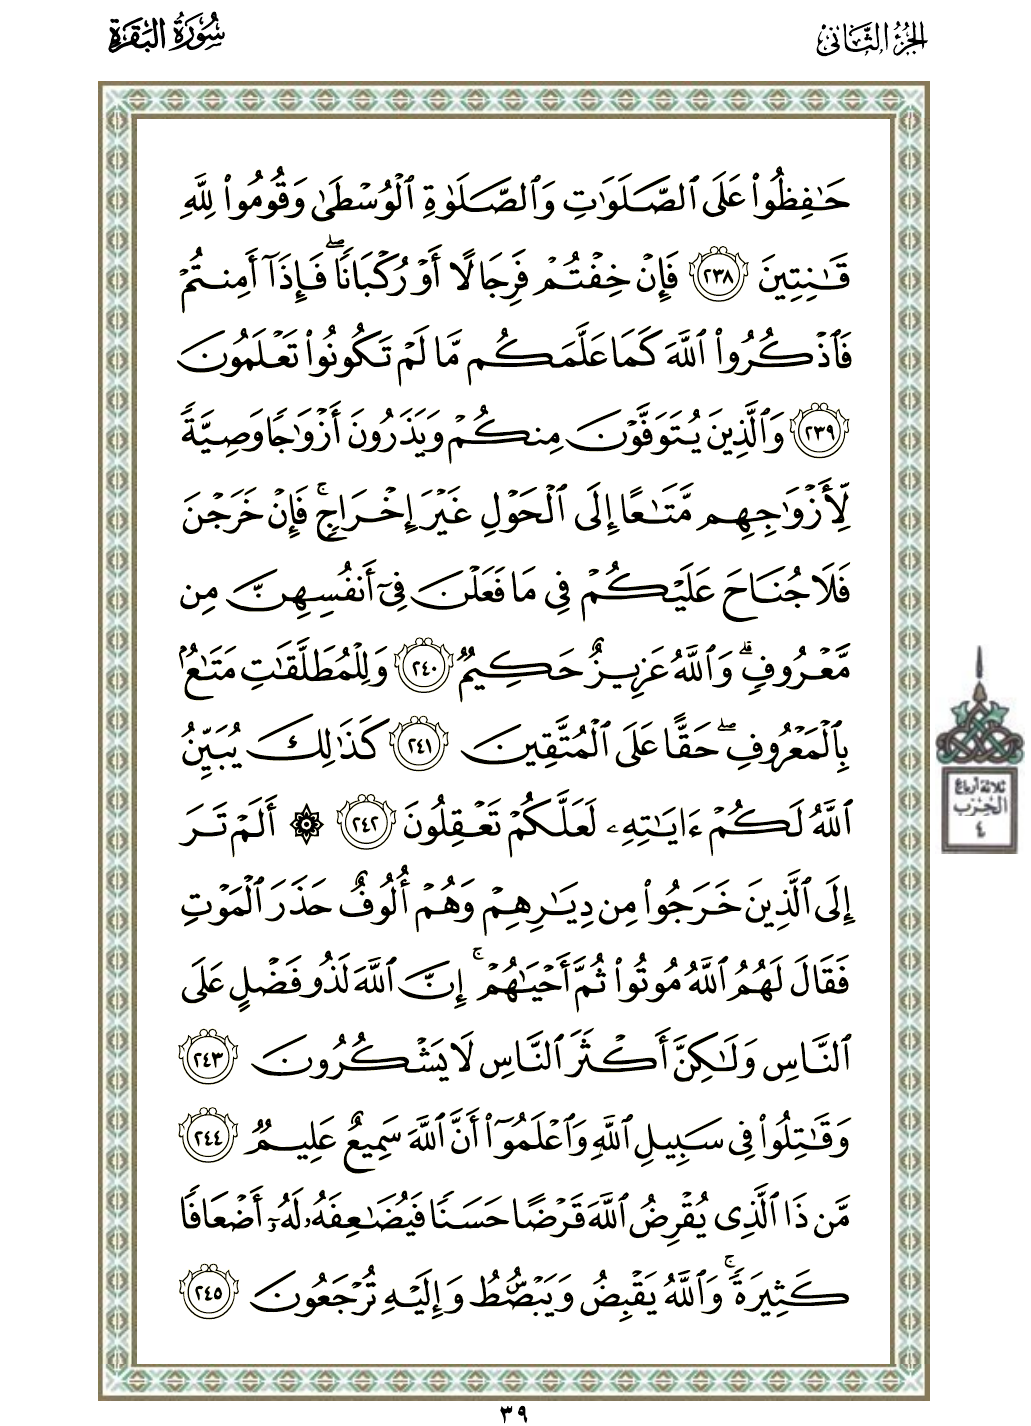 الجزء الثاني
سورة البقرة
حَٰفِظُوا۟ عَلَى ٱلصَّلَوَٰتِ وَٱلصَّلَوٰةِ ٱلْوُسْطَىٰ وَقُومُوا۟ لِلَّهِ
قَٰنِتِينَ ﴿٢٣٨﴾ فَإِنْ خِفْتُمْ فَرِجَالًا أَوْ رُكْبَانًا ۖ فَإِذَآ أَمِنتُمْ
فَٱذْكُرُوا۟ ٱللَّهَ كَمَا عَلَّمَكُم مَّا لَمْ تَكُونُوا۟ تَعْلَمُونَ
﴿٢٣٩﴾ وَٱلَّذِينَ يُتَوَفَّوْنَ مِنكُمْ وَيَذَرُونَ أَزْوَٰجًا وَصِيَّةً
لِّأَزْوَٰجِهِم مَّتَٰعًا إِلَى ٱلْحَوْلِ غَيْرَ إِخْرَاجٍ ۚ فَإِنْ خَرَجْنَ
فَلَا جُنَاحَ عَلَيْكُمْ فِى مَا فَعَلْنَ فِىٓ أَنفُسِهِنَّ مِن
مَّعْرُوفٍ ۗ وَٱللَّهُ عَزِيزٌ حَكِيمٌ ﴿٢٤٠﴾ وَلِلْمُطَلَّقَٰتِ مَتَٰعٌۢ
بِٱلْمَعْرُوفِ ۖ حَقًّا عَلَى ٱلْمُتَّقِينَ ﴿٢٤١﴾ كَذَٰلِكَ يُبَيِّنُ
ٱللَّهُ لَكُمْ ءَايَٰتِهِۦ لَعَلَّكُمْ تَعْقِلُونَ ﴿٢٤٢﴾ ۞ أَلَمْ تَرَ
إِلَى ٱلَّذِينَ خَرَجُوا۟ مِن دِيَٰرِهِمْ وَهُمْ أُلُوفٌ حَذَرَ ٱلْمَوْتِ
فَقَالَ لَهُمُ ٱللَّهُ مُوتُوا۟ ثُمَّ أَحْيَٰهُمْ ۚ إِنَّ ٱللَّهَ لَذُو فَضْلٍ عَلَى
ٱلنَّاسِ وَلَٰكِنَّ أَكْثَرَ ٱلنَّاسِ لَا يَشْكُرُونَ ﴿٢٤٣﴾
وَقَٰتِلُوا۟ فِى سَبِيلِ ٱللَّهِ وَٱعْلَمُوٓا۟ أَنَّ ٱللَّهَ سَمِيعٌ عَلِيمٌ ﴿٢٤٤﴾
مَّن ذَا ٱلَّذِى يُقْرِضُ ٱللَّهَ قَرْضًا حَسَنًا فَيُضَٰعِفَهُۥ لَهُۥٓ أَضْعَافًا
كَثِيرَةً ۚ وَٱللَّهُ يَقْبِضُ وَيَبْصُۜطُ وَإِلَيْهِ تُرْجَعُونَ ﴿٢٤٥﴾
ثلاثة أرباع
الحزب
٤
٣٩